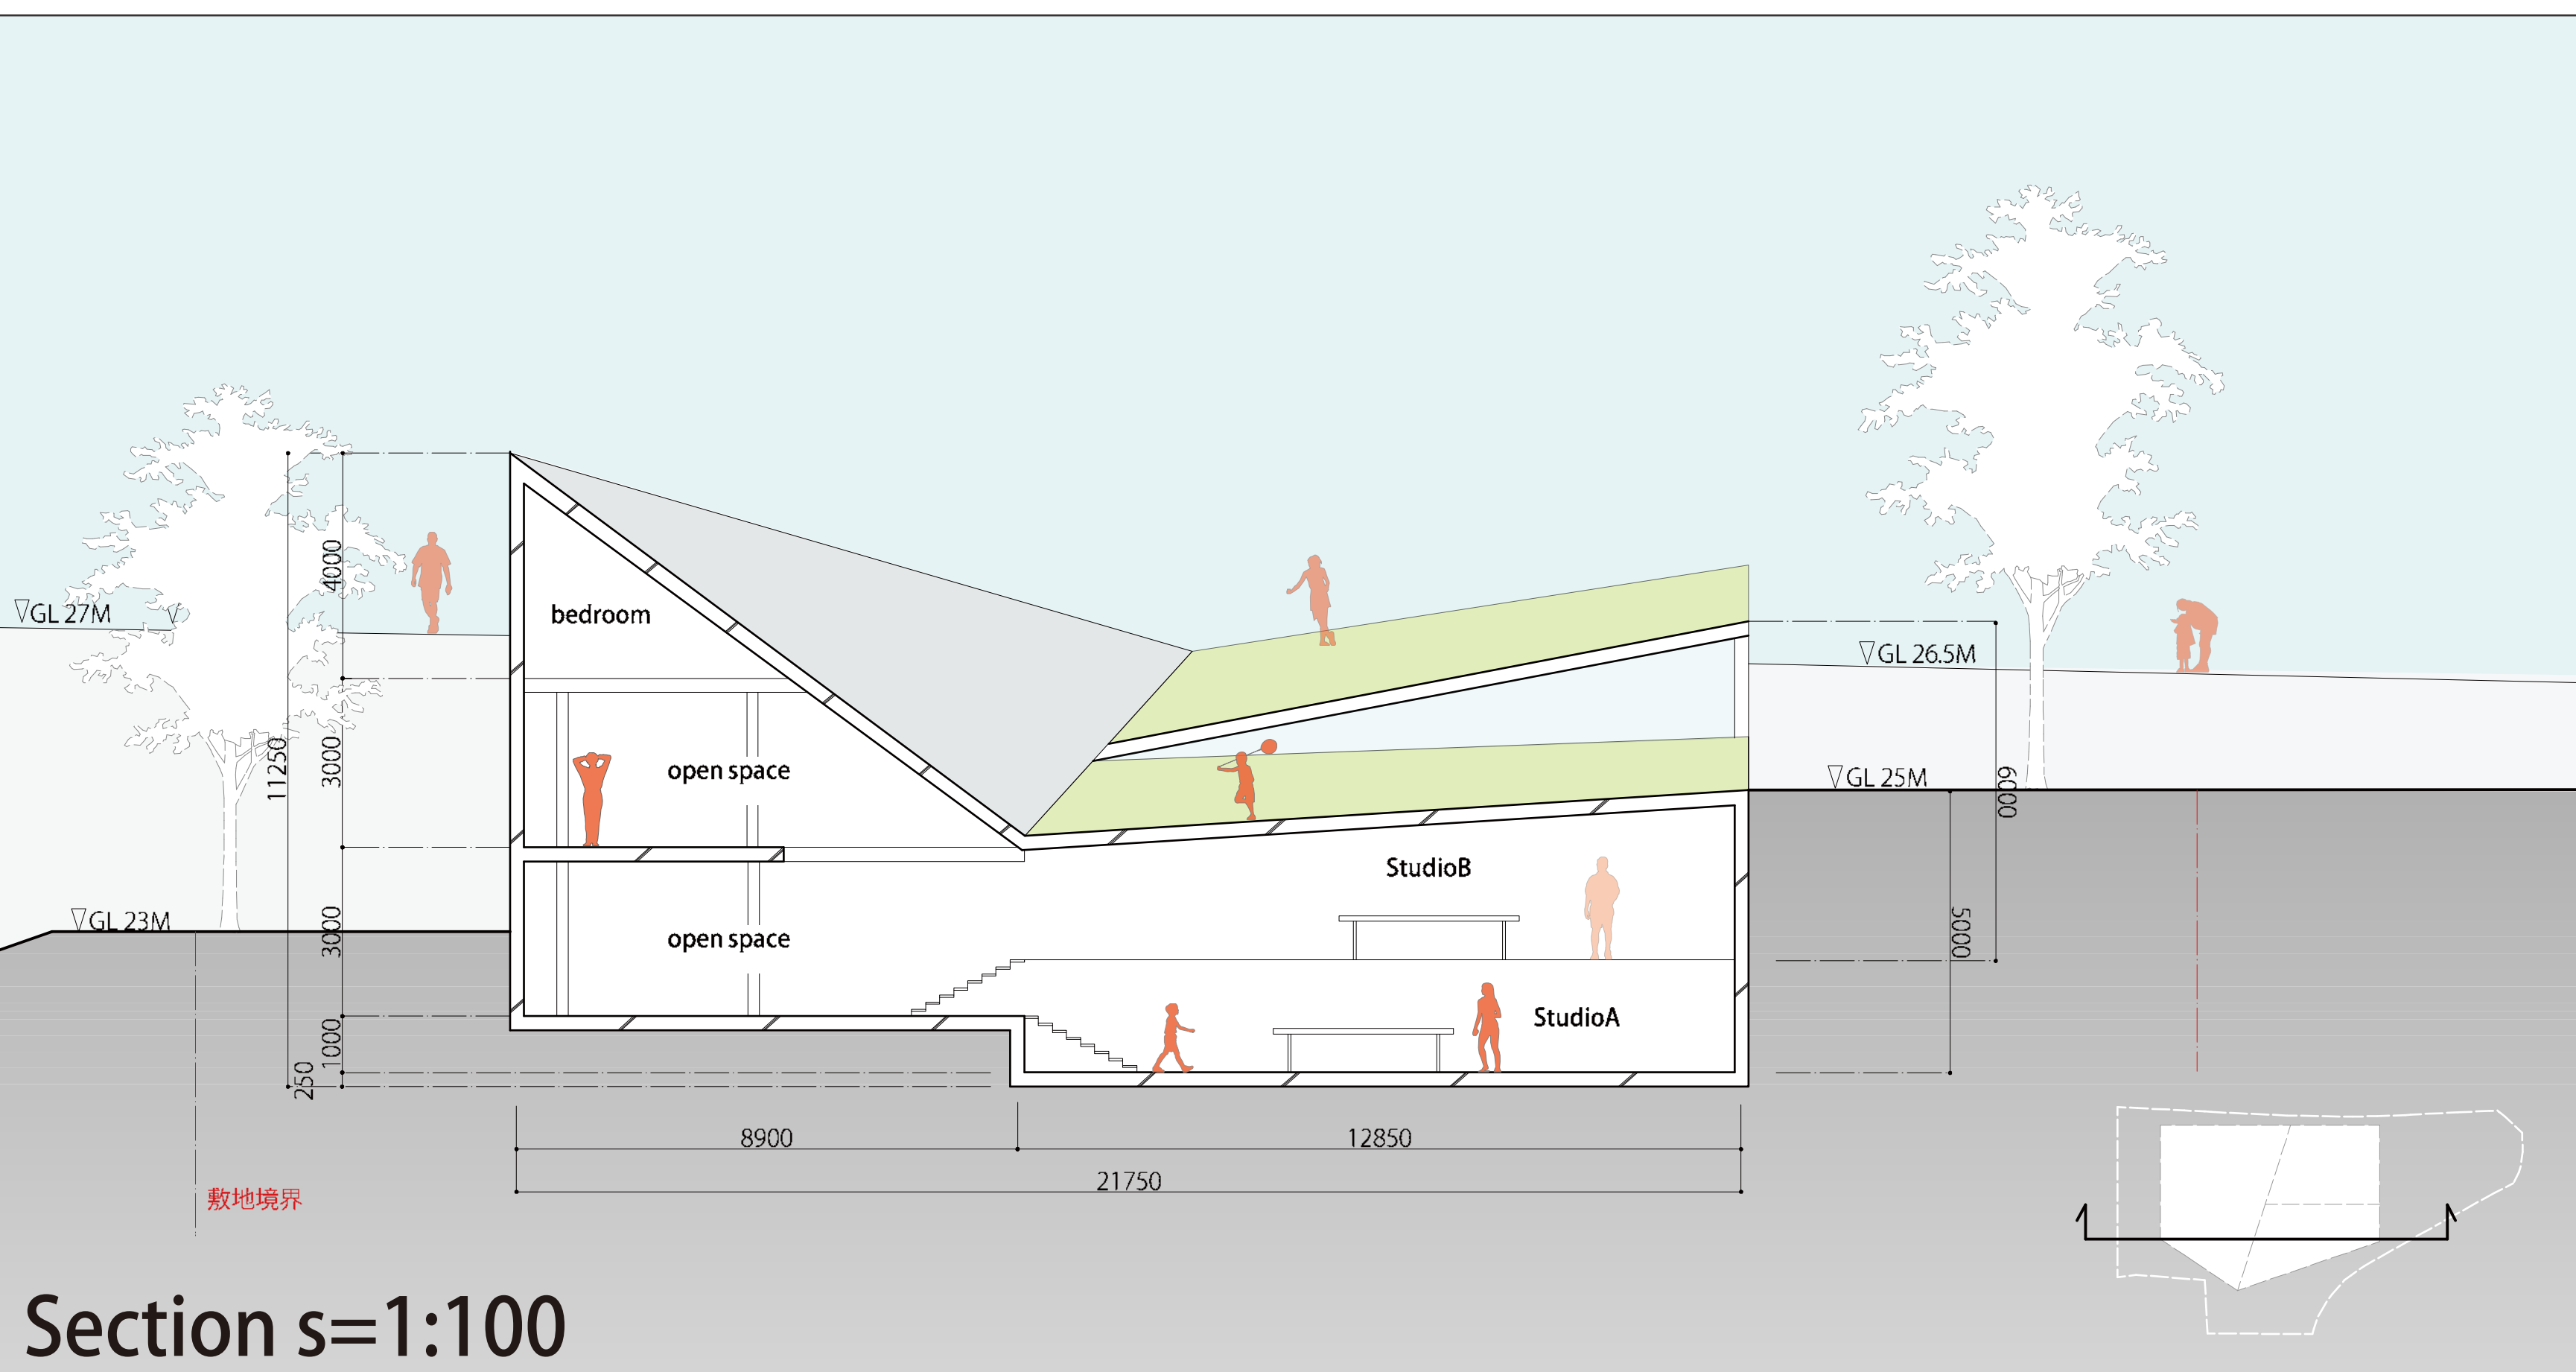 4000
bedroom
▽GL 27M
▽GL 26.5M
11250
3000
open space
▽GL 25M
6000
StudioB
▽GL 23M
3000
open space
5000
StudioA
1000
250
8900
12850
21750
敷地境界
Section s=1:100